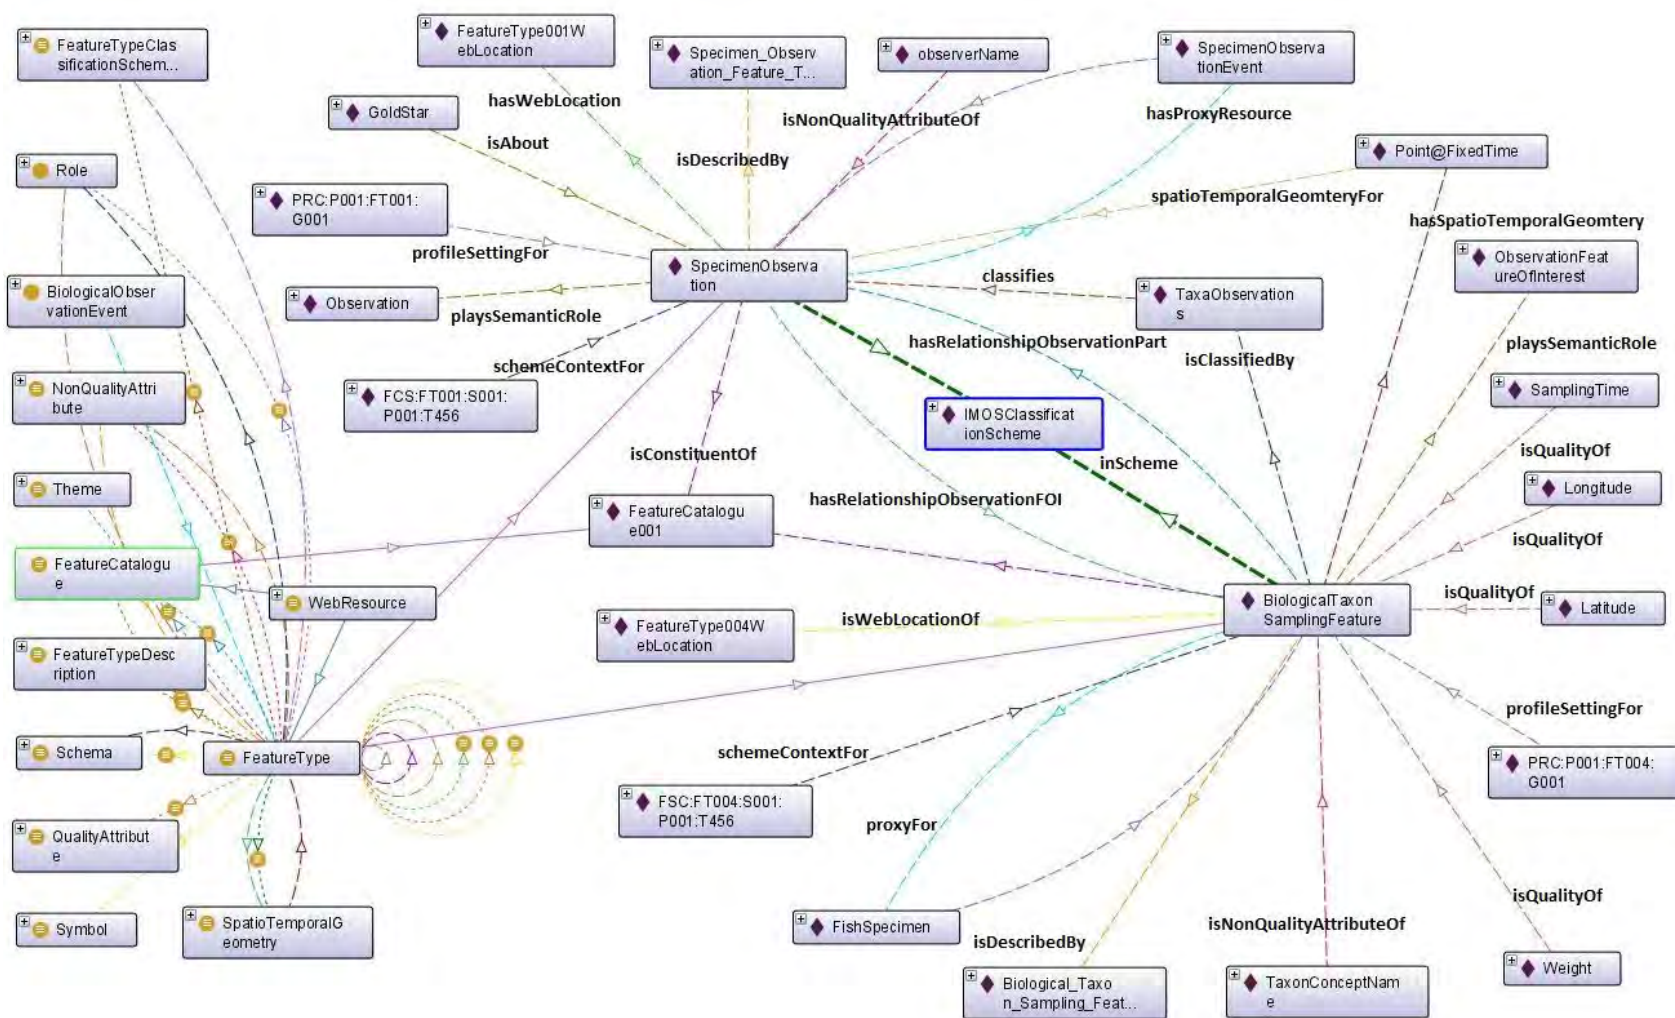 FeatureTypeClas
sificationSchem...
FeatureType001W
ebLocation
Specimen_Observ
ation_Feature_T...
observerName
SpecimenObserva
tionEvent
hasWebLocation
GoldStar
isAbout
isNonQualityAttributeOf
hasProxyResource
isDescribedBy
Point@FixedTime
Role
PRC:P001:FT001:
G001
spatioTemporalGeomteryFor
hasSpatioTemporalGeomtery
profileSettingFor
SpecimenObserva
tion
ObservationFeat
ureOfInterest
BiologicalObser
vationEvent
Observation
classifies
TaxaObservation
s
playsSemanticRole
hasRelationshipObservationPart
playsSemanticRole
isClassifiedBy
schemeContextFor
NonQualityAttri
bute
FCS:FT001:S001:
P001:T456
IMOSClassificat
ionScheme
SamplingTime
isConstituentOf
inScheme
isQualityOf
Theme
hasRelationshipObservationFOI
Longitude
FeatureCatalogu
e001
FeatureCatalogu
e
isQualityOf
WebResource
isWebLocationOf
BiologicalTaxon
SamplingFeature
isQualityOf
Latitude
FeatureType004W
ebLocation
FeatureTypeDesc
ription
profileSettingFor
Schema
FeatureType
schemeContextFor
PRC:P001:FT004:
G001
FSC:FT004:S001:
P001:T456
proxyFor
QualityAttribut
e
isQualityOf
Symbol
SpatioTemporalG
eometry
FishSpecimen
isDescribedBy
isNonQualityAttributeOf
Biological_Taxo
n_Sampling_Feat...
TaxonConceptNam
e
Weight